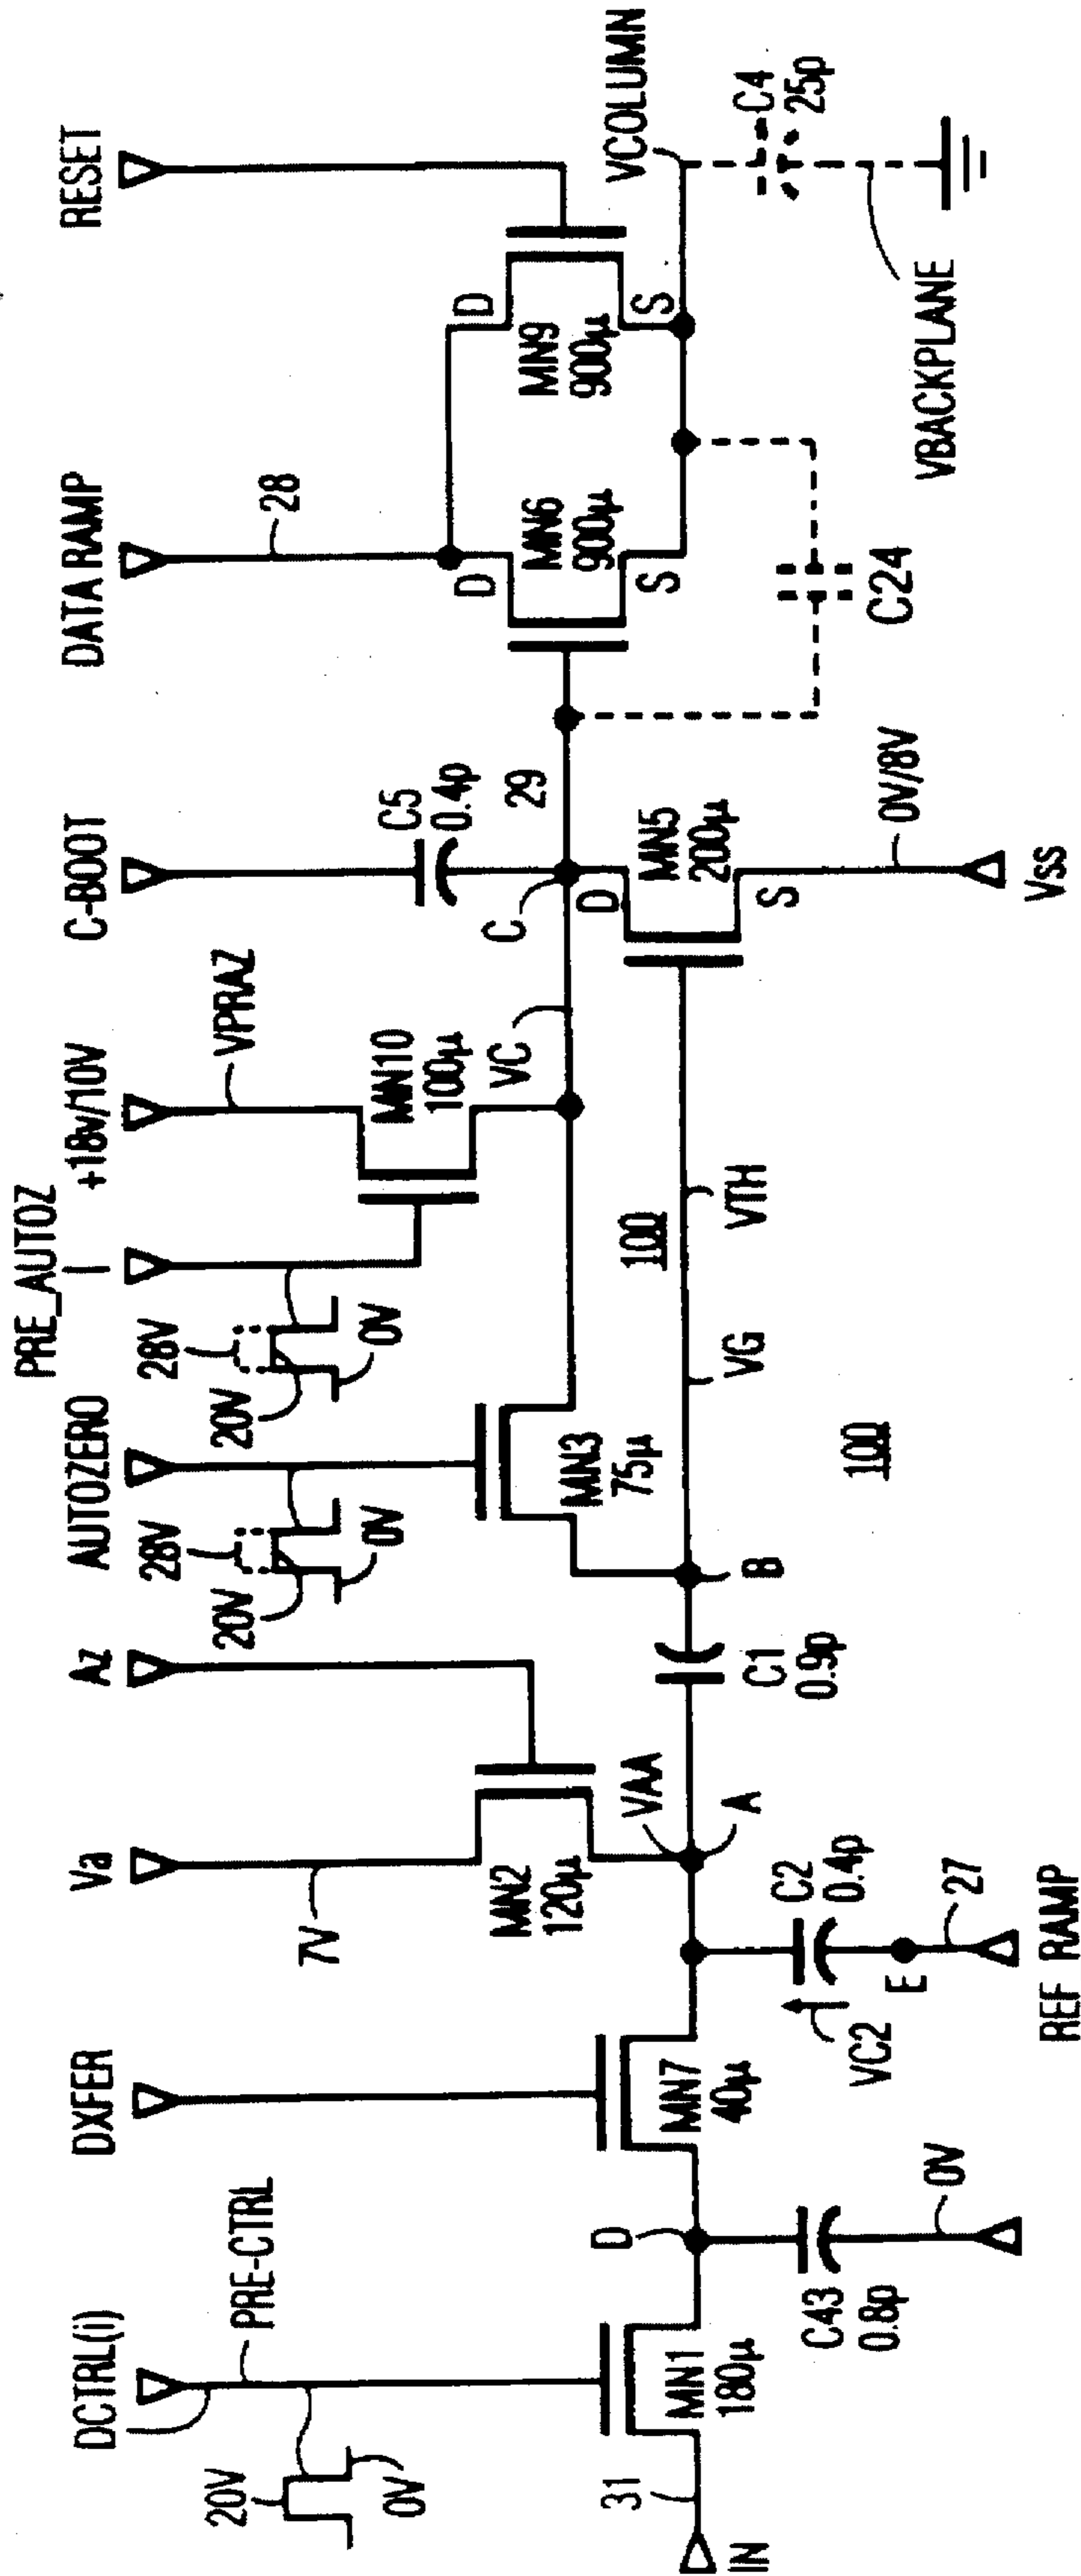 DCTRL(i)
PRE-CTRL
20V
0V
31
IN
MN1
180μ
D
C43
0.8p
0V
DXFER
MN7
40μ
Va
7V
MN2
120μ
Az
VAA
A
C2
0.4p
VC2
E
27
REF_RAMP
C1
0.9p
B
AUTOZERO
28V
20V
0V
MN3
75μ
PRE_AUTOZ
28V
20V
0V
+18v/10V
VPRAZ
MN10
100μ
VC
C
VG
VTH
100
100
C-BOOT
C5
0.4p
29
D
MN5
200μ
S
0V/8V
Vss
DATA RAMP
28
D
MN6
900μ
S
C24
RESET
D
MN9
900μ
S
VCOLUMN
C4
25p
VBACKPLANE